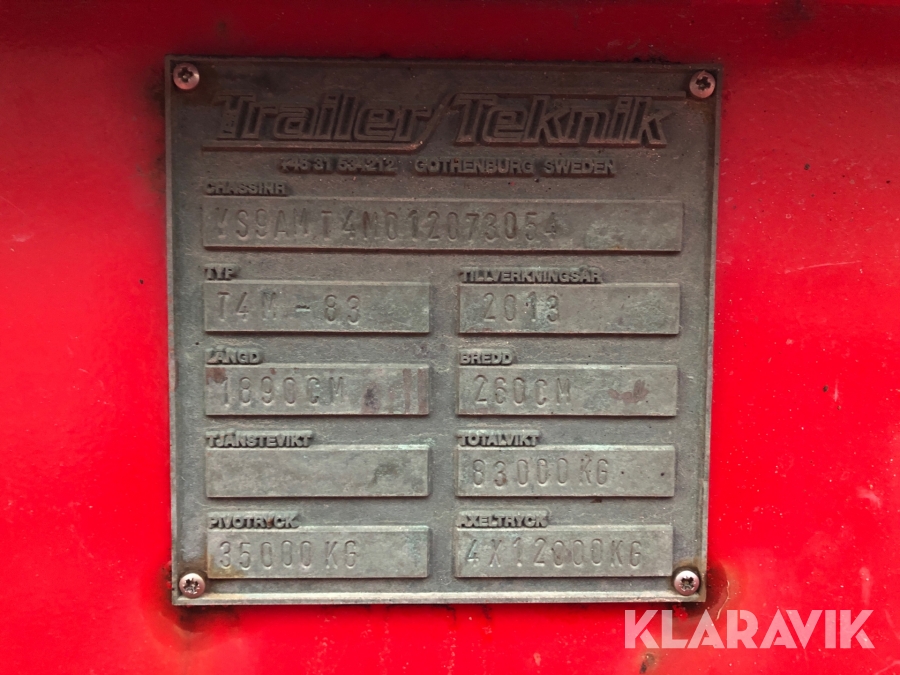 Trailer/Teknik
+46 31 534212 GOTHENBURG SWEDEN
CHASSINR
YS9AMT4M012073054
TYP
T4M-83
TILLVERKNINGSÅR
2013
LÄNGD
1890CM
BREDD
260CM
TJÄNSTEVIKT
TOTALVIKT
83000KG
PIVOTRYCK
35000KG
AXELTRYCK
4X12000KG
KLARAVIK